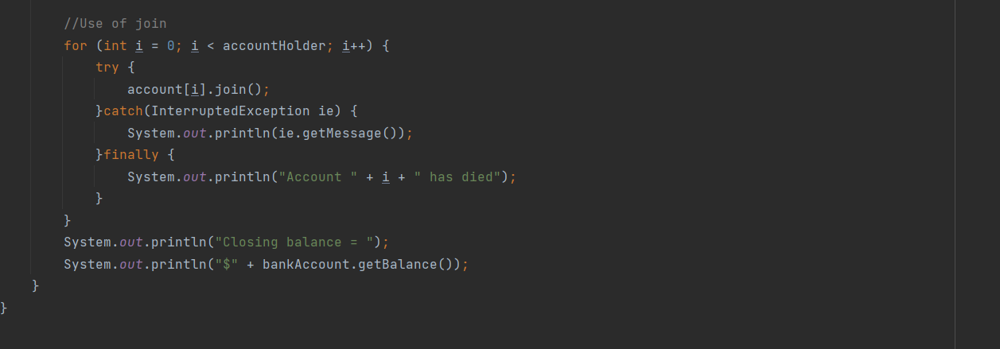 //Use of join
for (int i = 0; i < accountHolder; i++) {
try {
account[i].join();
}catch(InterruptedException ie) {
System.out.println(ie.getMessage());
}finally {
System.out.println("Account " + i + " has died");
}
}
System.out.println("Closing balance = ");
System.out.println("$" + bankAccount.getBalance());
}
}